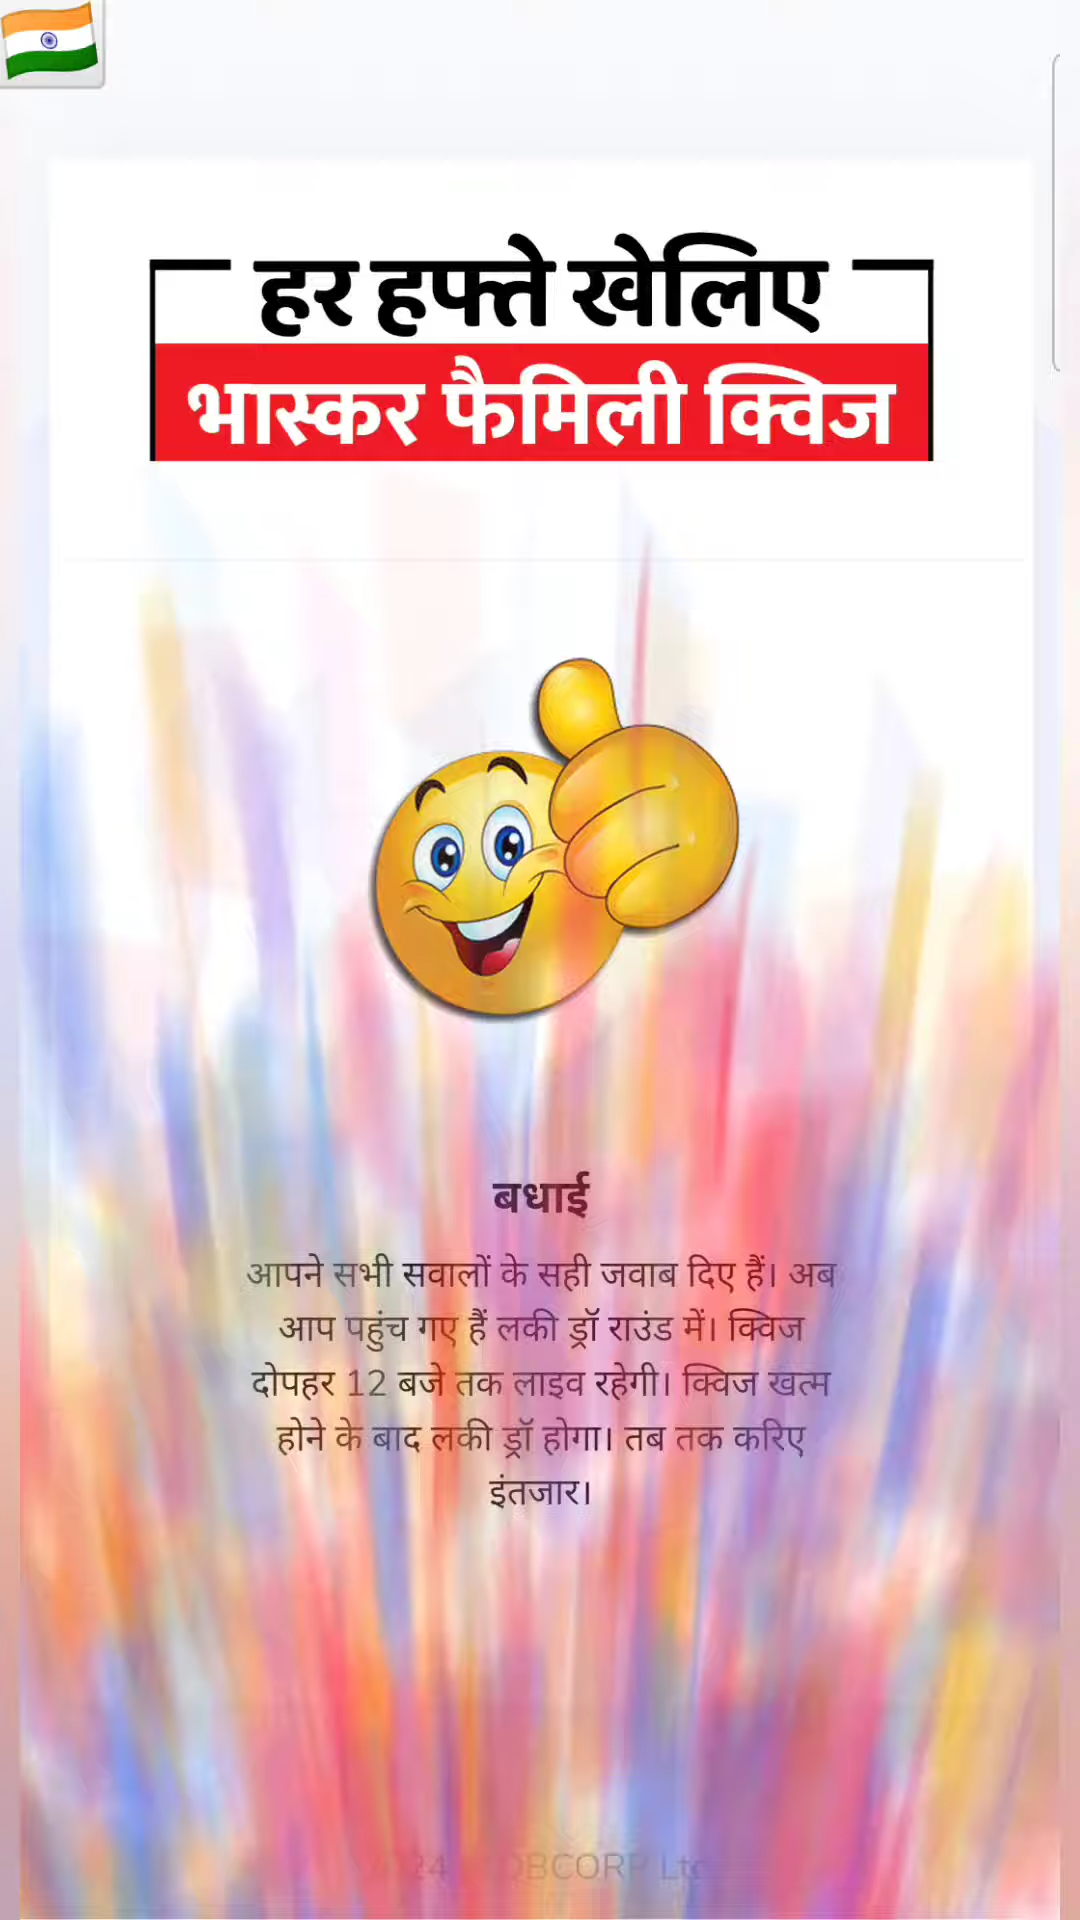 हर हफ्ते खेलिए
भास्कर फैमिली क्विज
बधाई
आपने सभी सवालों के सही जवाब दिए हैं। अब
आप पहुंच गए हैं लकी ड्रॉ राउंड में। क्विज
दोपहर 12 बजे तक लाइव रहेगी। क्विज खत्म
होने के बाद लकी ड्रॉ होगा। तब तक करिए
इंतजार।
DBCORP